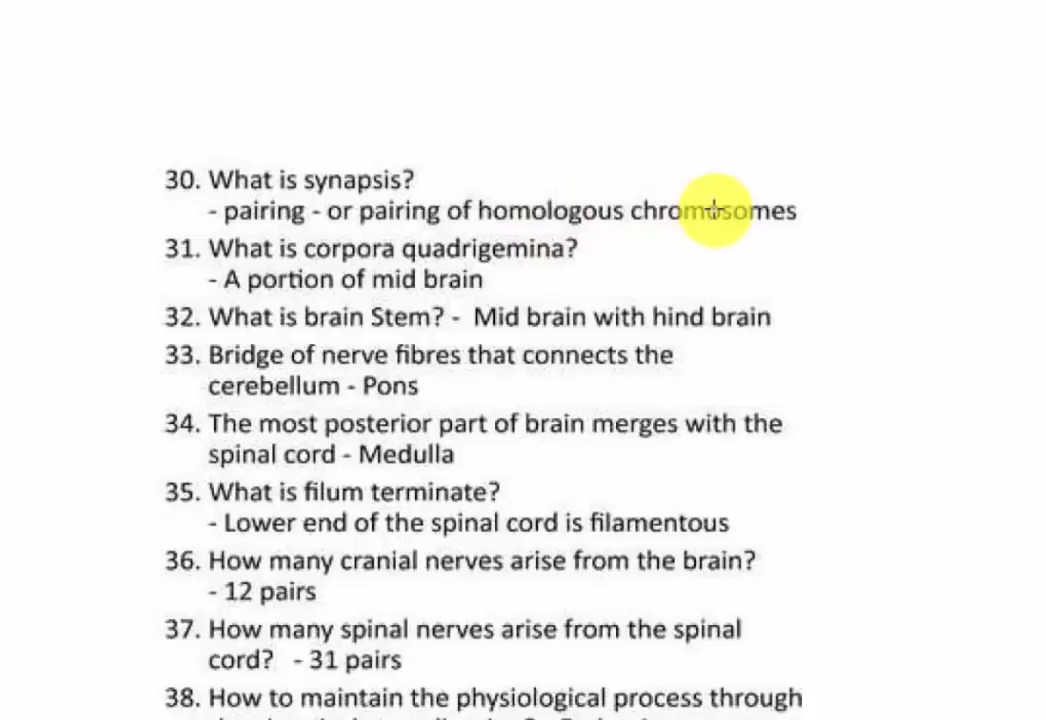 30. What is synapsis?
- pairing - or pairing of homologous chromosomes
31. What is corpora quadrigemina?
- A portion of mid brain
32. What is brain Stem? - Mid brain with hind brain
33. Bridge of nerve fibres that connects the
cerebellum - Pons
34. The most posterior part of brain merges with the
spinal cord - Medulla
35. What is filum terminate?
- Lower end of the spinal cord is filamentous
36. How many cranial nerves arise from the brain?
- 12 pairs
37. How many spinal nerves arise from the spinal
cord? - 31 pairs
38. How to maintain the physiological process through